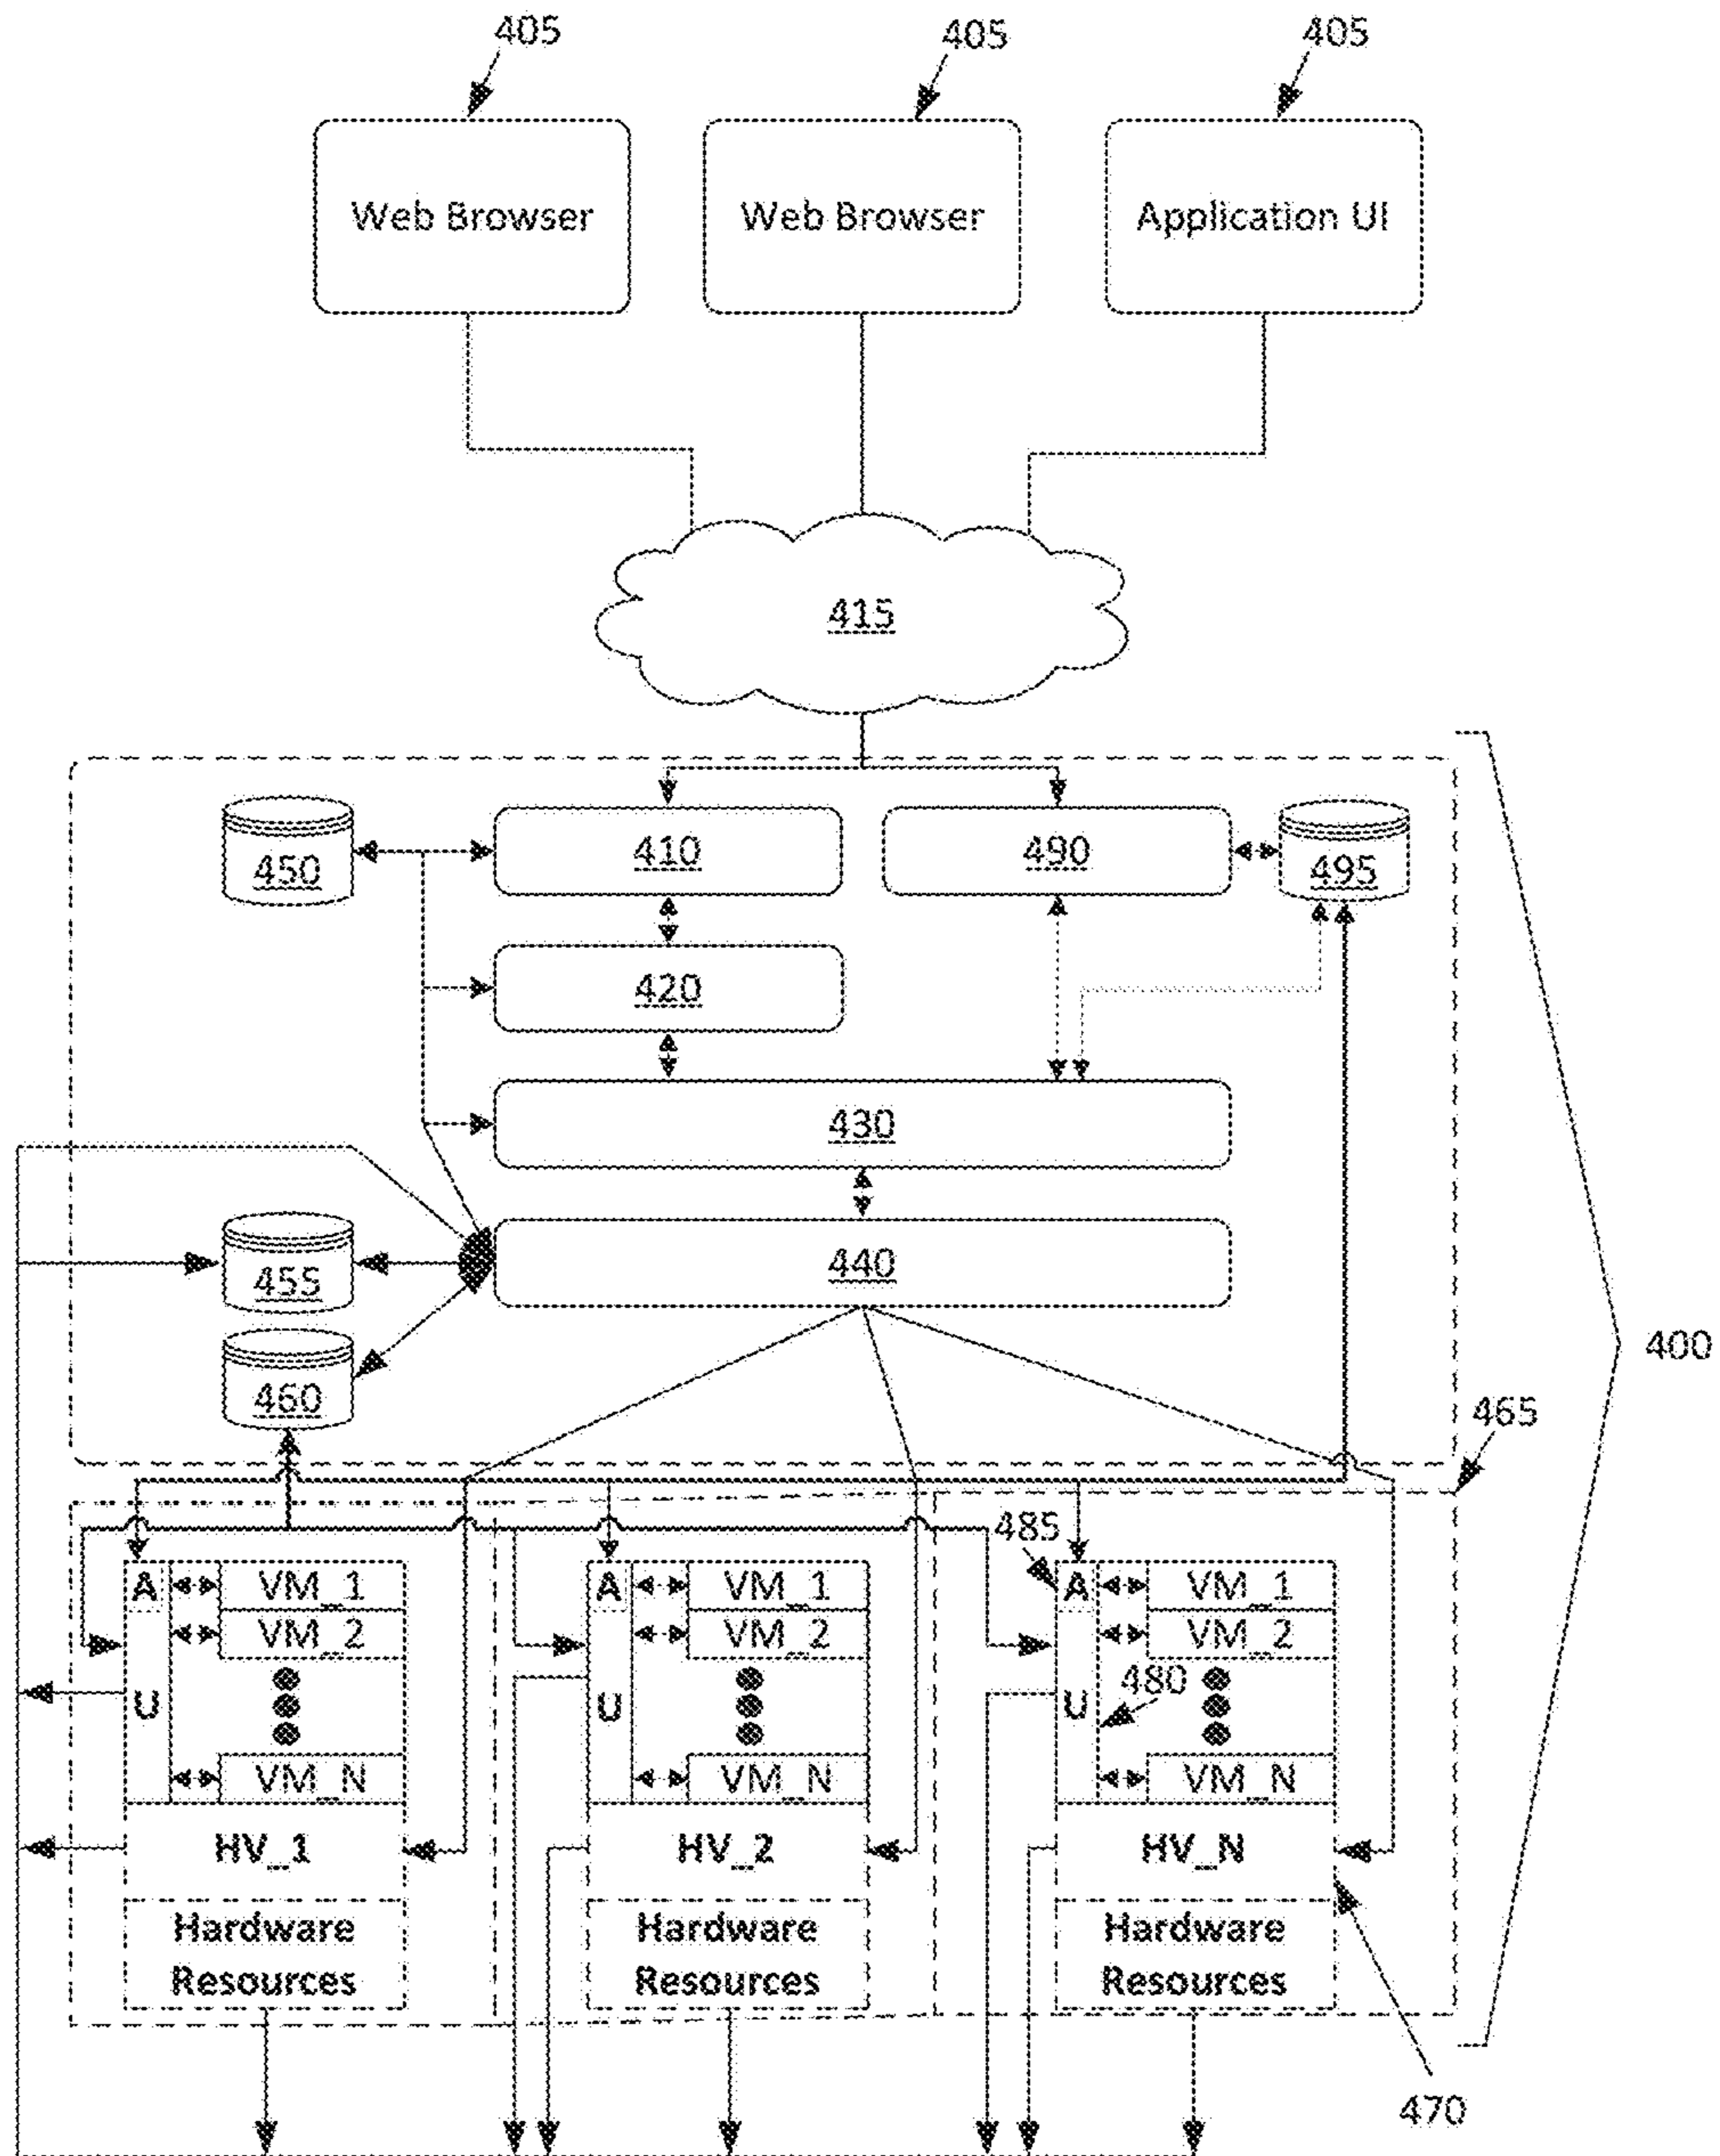 405
405
405
Web Browser
Web Browser
Application UI
415
450
410
490
495
420
430
455
440
460
400
465
485
A
VM_1
A
VM_1
A
VM_1
VM_2
VM_2
VM_2
480
U
U
U
VM_N
VM_N
VM_N
HV_1
HV_2
HV_N
Hardware
Resources
Hardware
Resources
Hardware
Resources
470